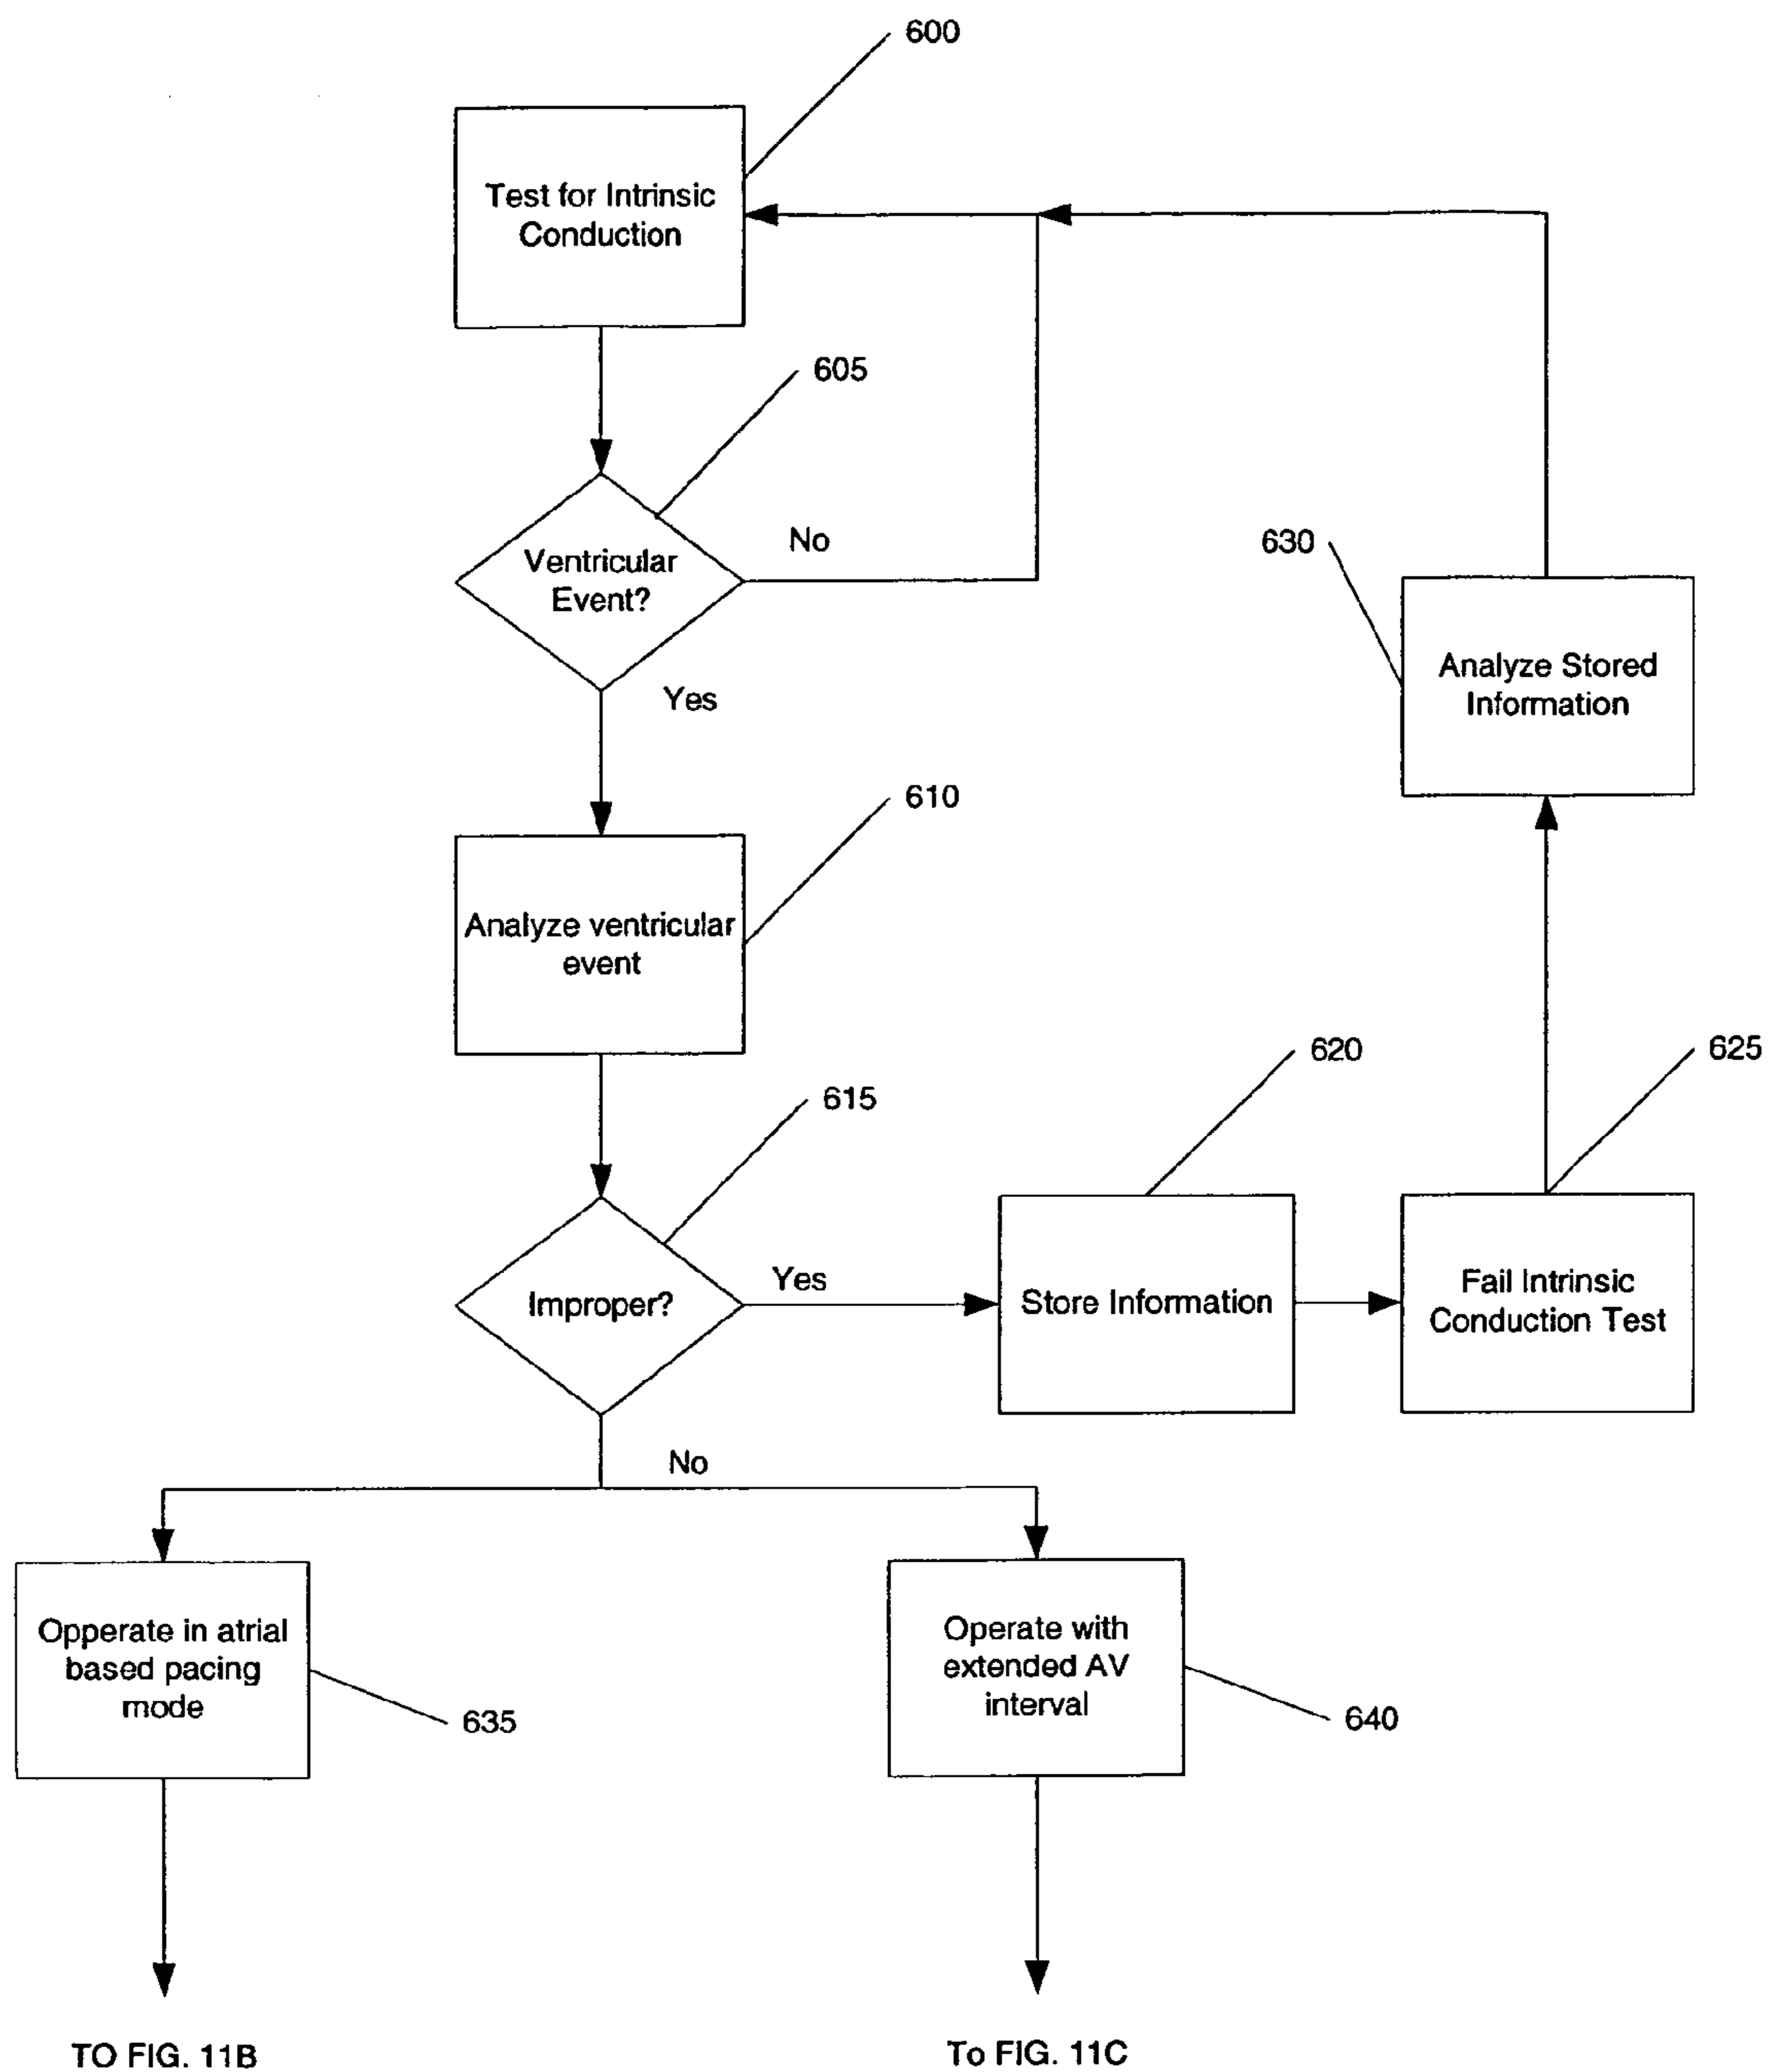 600
Test for Intrinsic
Conduction
605
Ventricular
Event?
No
Yes
630
Analyze Stored
Information
610
Analyze ventricular
event
615
Improper?
Yes
620
Store Information
625
Fail Intrinsic
Conduction Test
No
Opperate in atrial
based pacing
mode
635
Operate with
extended AV
interval
640
TO FIG. 11B
To FIG. 11C